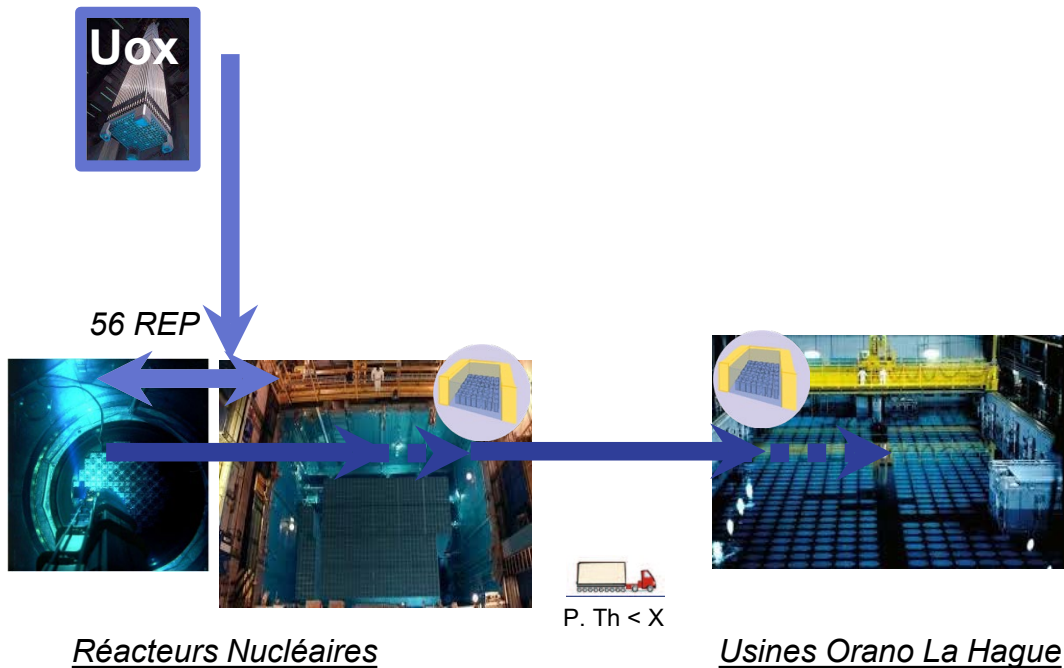 Uox
56 REP
P. Th < X
Réacteurs Nucléaires
Usines Orano La Hague